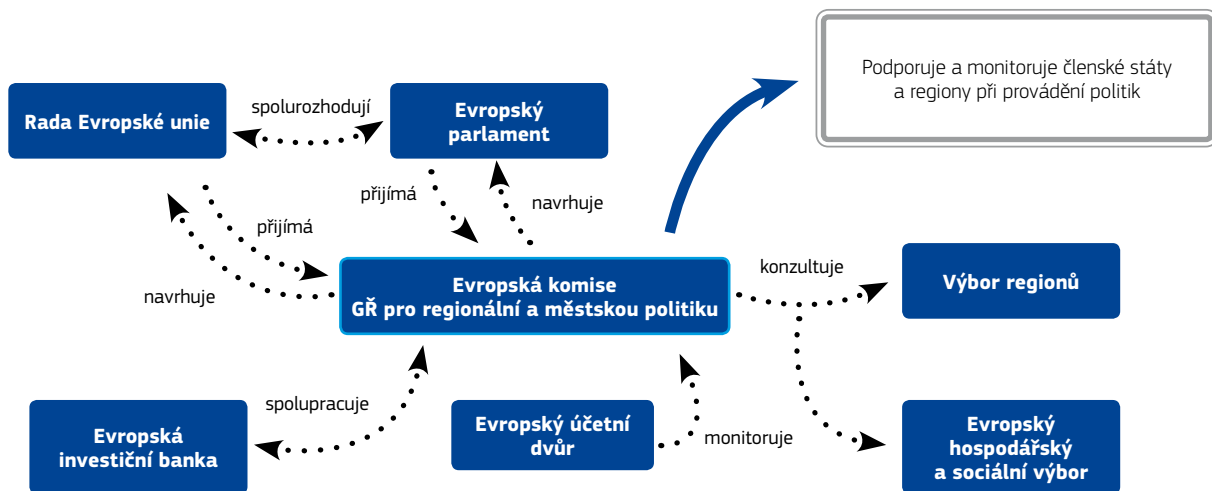 Podporuje a monitoruje členské státy
a regiony při provádění politik
Rada Evropské unie
spolurozhodují
Evropský
parlament
přijímá
navrhuje
přijímá
navrhuje
Evropská komise
GŘ pro regionální a městskou politiku
konzultuje
Výbor regionů
Evropská
investiční banka
spolupracuje
Evropský účetní
dvůr
monitoruje
Evropský
hospodářský
a sociální výbor